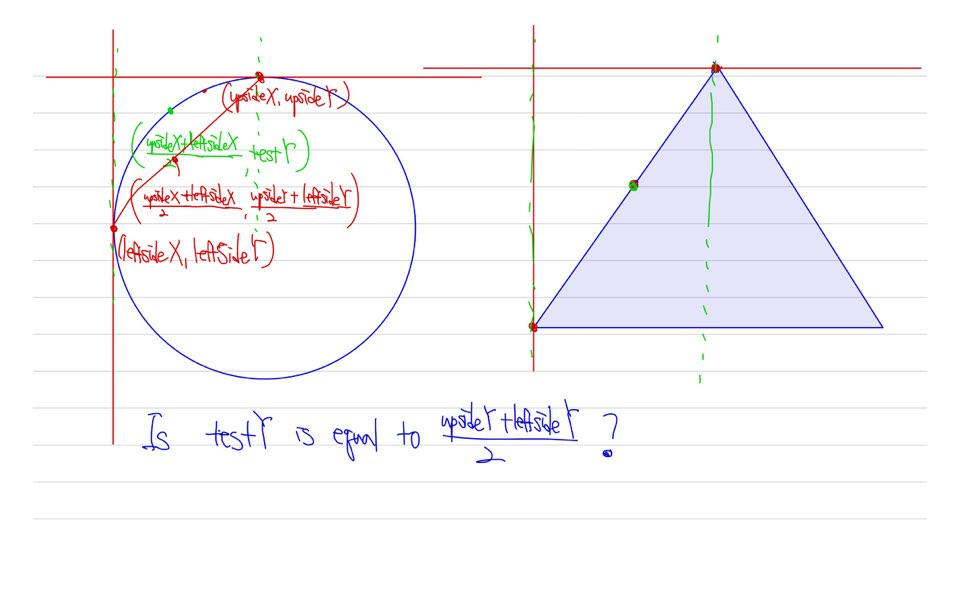 (upsideX, upsideY)
(upsideX+leftsideX/2, testY)
(upsideX+leftsideX/2, upsideY+leftsideY/2)
(leftsideX, leftsideY)
Is testY is equal to upsideY+leftsideY/2 ?